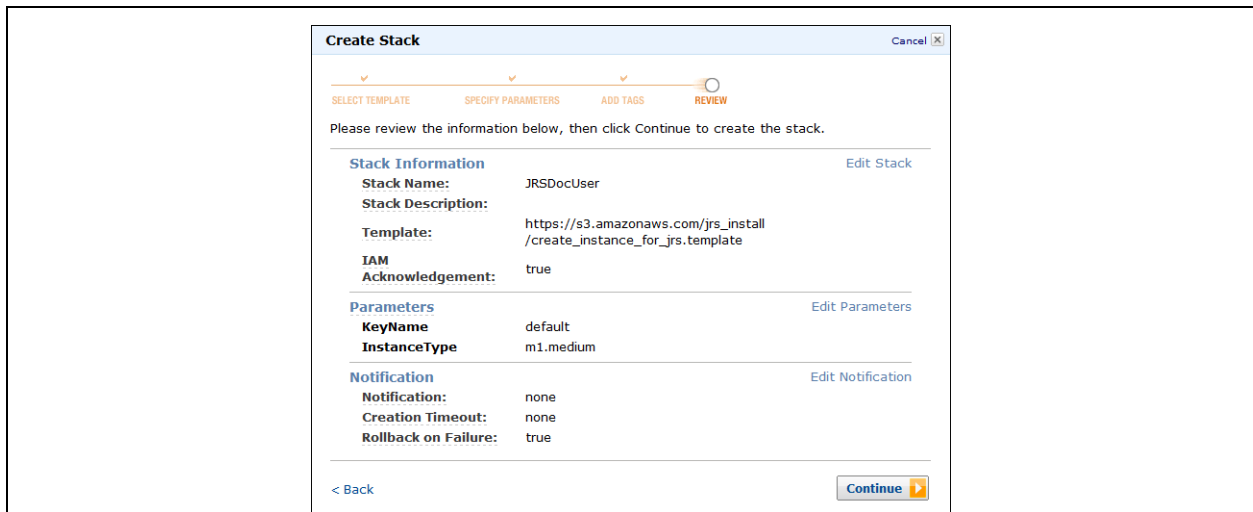 Create Stack Cancel
SELECT TEMPLATE SPECIFY PARAMETERS ADD TAGS REVIEW
Please review the information below, then click Continue to create the stack.
Stack Information Edit Stack
Stack Name: JRSDocUser
Stack Description:
Template: https://s3.amazonaws.com/jrs_install
/create_instance_for_jrs.template
IAM
Acknowledgement: true
Parameters Edit Parameters
KeyName default
InstanceType m1.medium
Notification Edit Notification
Notification: none
Creation Timeout: none
Rollback on Failure: true
< Back Continue